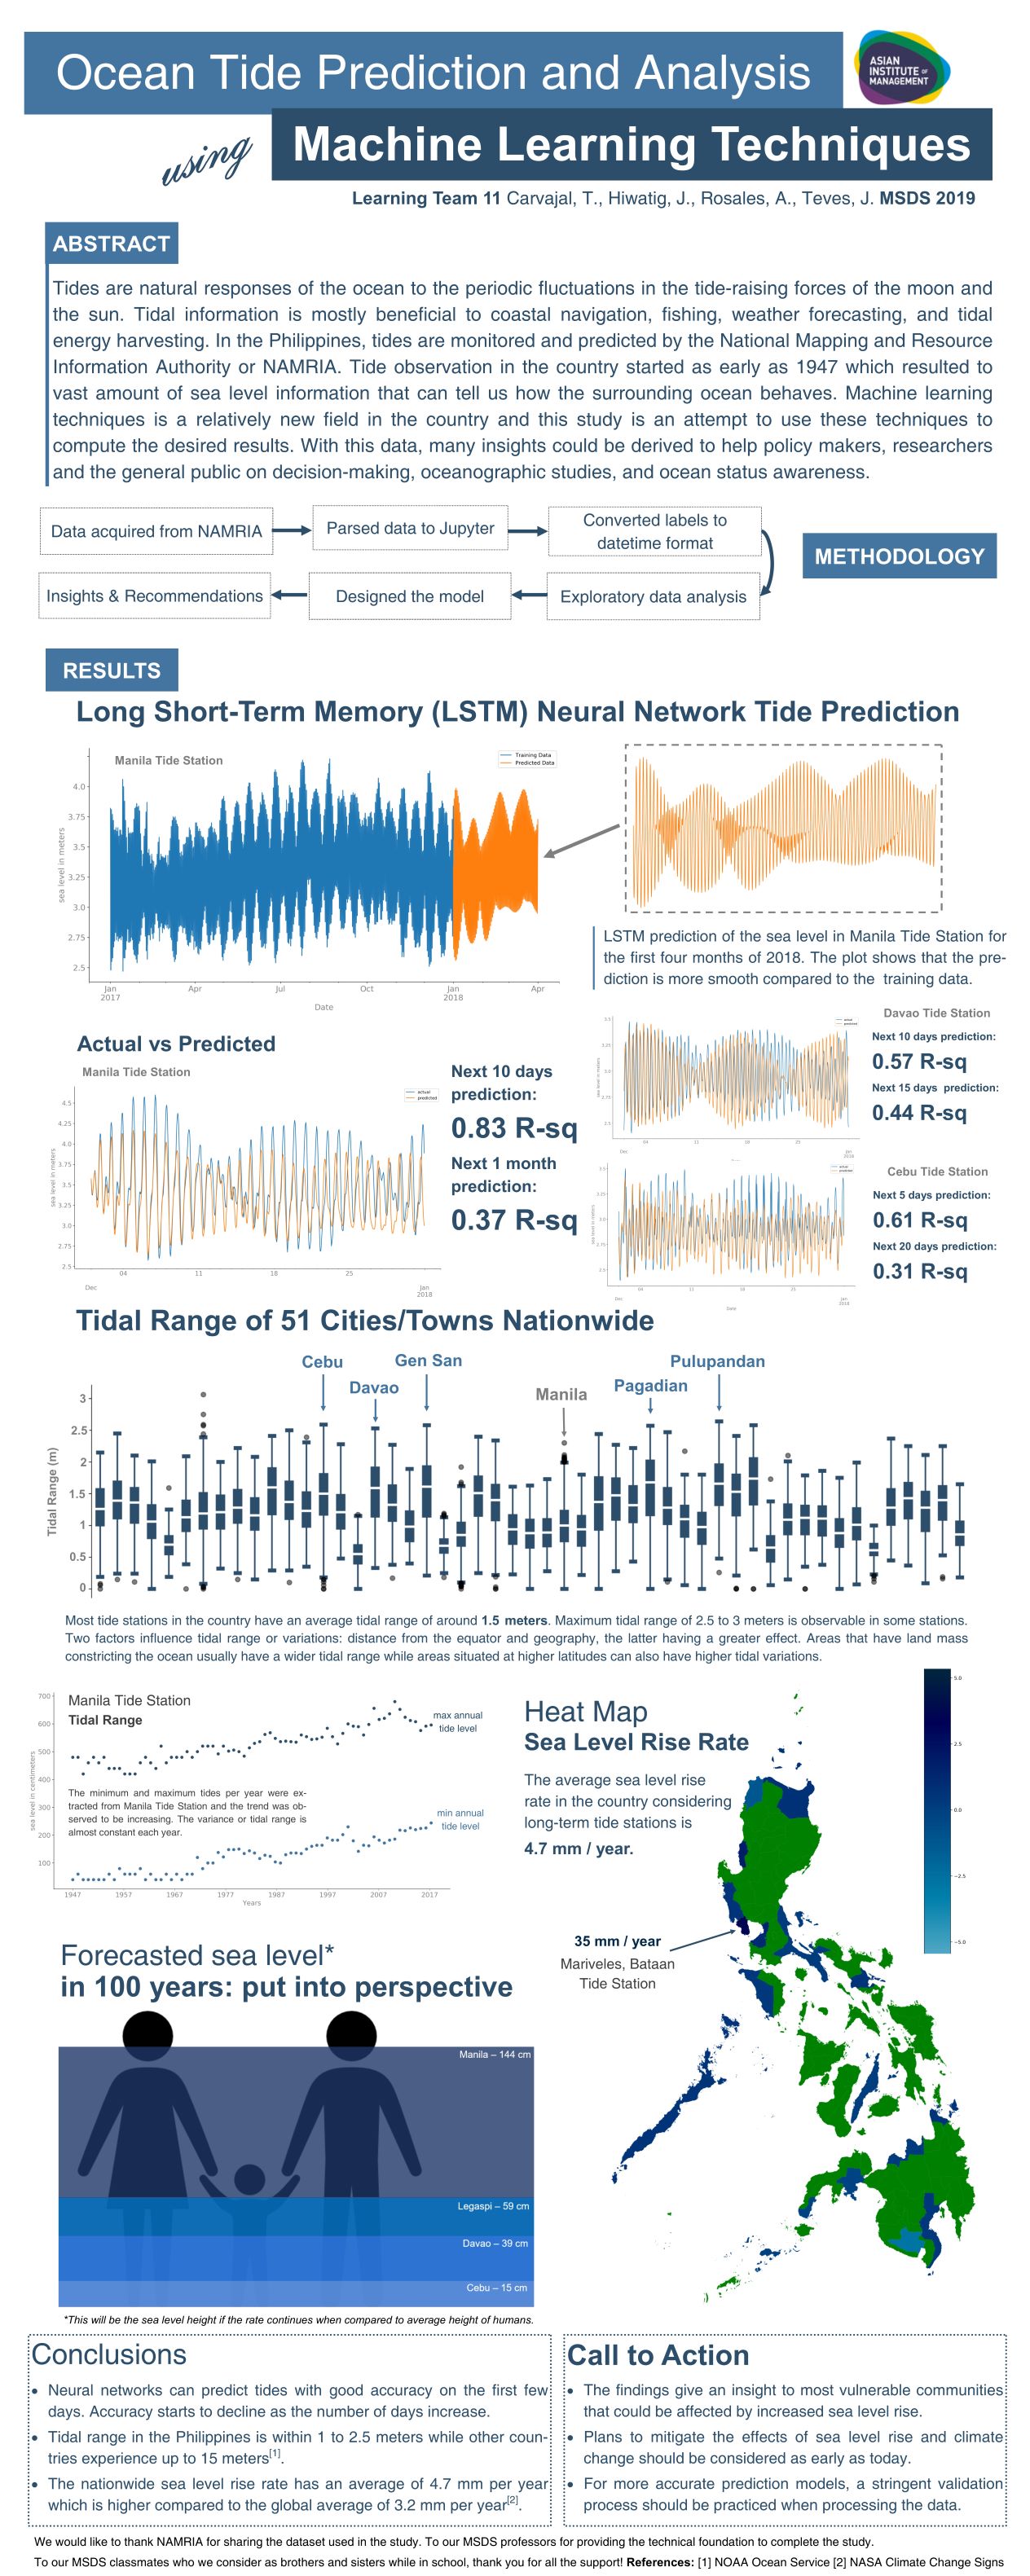 Ocean Tide Prediction and Analysis
ASIAN
INSTITUTE OF
MANAGEMENT
using
Machine Learning Techniques
Learning Team 11 Carvajal, T., Hiwatig, J., Rosales, A., Teves, J. MSDS 2019
ABSTRACT
Tides are natural responses of the ocean to the periodic fluctuations in the tide-raising forces of the moon and
the sun. Tidal information is mostly beneficial to coastal navigation, fishing, weather forecasting, and tidal
energy harvesting. In the Philippines, tides are monitored and predicted by the National Mapping and Resource
Information Authority or NAMRIA. Tide observation in the country started as early as 1947 which resulted to
vast amount of sea level information that can tell us how the surrounding ocean behaves. Machine learning
techniques is a relatively new field in the country and this study is an attempt to use these techniques to
compute the desired results. With this data, many insights could be derived to help policy makers, researchers
and the general public on decision-making, oceanographic studies, and ocean status awareness.
Data acquired from NAMRIA
Parsed data to Jupyter
Converted labels to
datetime format
METHODOLOGY
Insights & Recommendations
Designed the model
Exploratory data analysis
RESULTS
Long Short-Term Memory (LSTM) Neural Network Tide Prediction
Manila Tide Station
Training Data
Predicted Data
sea level in meters
4.0
3.75
3.5
3.25
3.0
2.75
2.5
Jan
2017
Apr
Jul
Oct
Jan
2018
Apr
Date
LSTM prediction of the sea level in Manila Tide Station for
the first four months of 2018. The plot shows that the pre-
diction is more smooth compared to the training data.
Actual vs Predicted
Manila Tide Station
actual
predicted
sea level in meters
4.5
4.25
4.0
3.75
3.5
3.25
3.0
2.75
2.5
04
11
18
25
Dec
Jan
2018
Next 10 days
prediction:
0.83 R-sq
Next 1 month
prediction:
0.37 R-sq
Davao Tide Station
Next 10 days prediction:
0.57 R-sq
Next 15 days prediction:
0.44 R-sq
Cebu Tide Station
Next 5 days prediction:
0.61 R-sq
Next 20 days prediction:
0.31 R-sq
Tidal Range of 51 Cities/Towns Nationwide
Cebu
Davao
Gen San
Manila
Pagadian
Pulupandan
Tidal Range (m)
3
2.5
2
1.5
1
0.5
0
Most tide stations in the country have an average tidal range of around 1.5 meters. Maximum tidal range of 2.5 to 3 meters is observable in some stations.
Two factors influence tidal range or variations: distance from the equator and geography, the latter having a greater effect. Areas that have land mass
constricting the ocean usually have a wider tidal range while areas situated at higher latitudes can also have higher tidal variations.
Manila Tide Station
Tidal Range
max annual
tide level
The minimum and maximum tides per year were ex-
tracted from Manila Tide Station and the trend was ob-
served to be increasing. The variance or tidal range is
almost constant each year.
min annual
tide level
sea level in centimeters
700
600
500
400
300
200
100
1947
1957
1967
1977
1987
1997
2007
2017
Years
Heat Map
Sea Level Rise Rate
The average sea level rise
rate in the country considering
long-term tide stations is
4.7 mm / year.
5.0
2.5
0.0
−2.5
−5.0
35 mm / year
Mariveles, Bataan
Tide Station
Forecasted sea level*
in 100 years: put into perspective
Manila – 144 cm
Legaspi – 59 cm
Davao – 39 cm
Cebu – 15 cm
*This will be the sea level height if the rate continues when compared to average height of humans.
Conclusions
• Neural networks can predict tides with good accuracy on the first few
days. Accuracy starts to decline as the number of days increase.
• Tidal range in the Philippines is within 1 to 2.5 meters while other coun-
tries experience up to 15 meters[1].
• The nationwide sea level rise rate has an average of 4.7 mm per year
which is higher compared to the global average of 3.2 mm per year[2].
Call to Action
• The findings give an insight to most vulnerable communities
that could be affected by increased sea level rise.
• Plans to mitigate the effects of sea level rise and climate
change should be considered as early as today.
• For more accurate prediction models, a stringent validation
process should be practiced when processing the data.
We would like to thank NAMRIA for sharing the dataset used in the study. To our MSDS professors for providing the technical foundation to complete the study.
To our MSDS classmates who we consider as brothers and sisters while in school, thank you for all the support! References: [1] NOAA Ocean Service [2] NASA Climate Change Signs